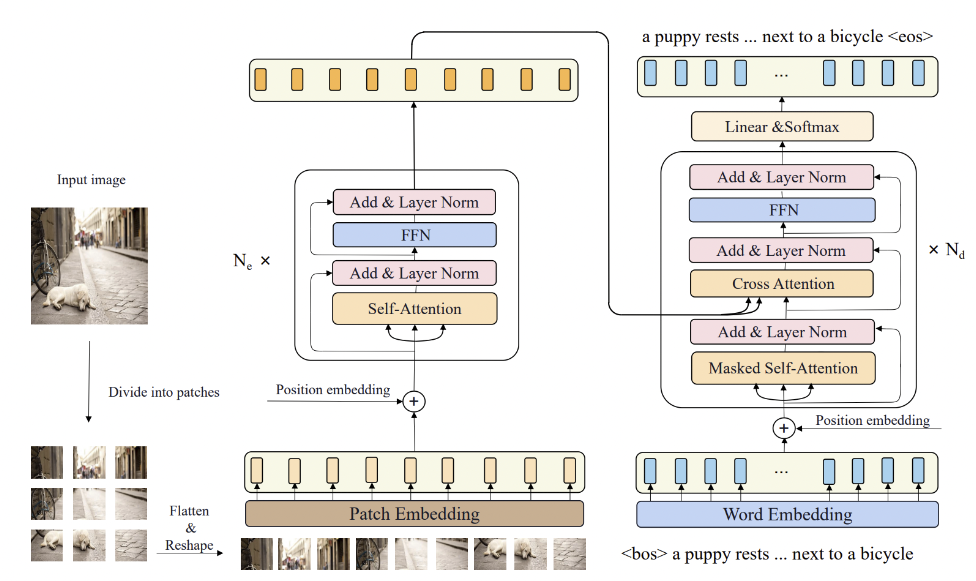 a puppy rests ... next to a bicycle <eos>
...
Linear &Softmax
Input image
Add & Layer Norm
FFN
Add & Layer Norm
Self-Attention
Ne ×
Add & Layer Norm
FFN
Add & Layer Norm
Cross Attention
Add & Layer Norm
Masked Self-Attention
× Nd
Divide into patches
Position embedding
+
+
Position embedding
...
Patch Embedding
Word Embedding
Flatten
&
Reshape
<bos> a puppy rests ... next to a bicycle